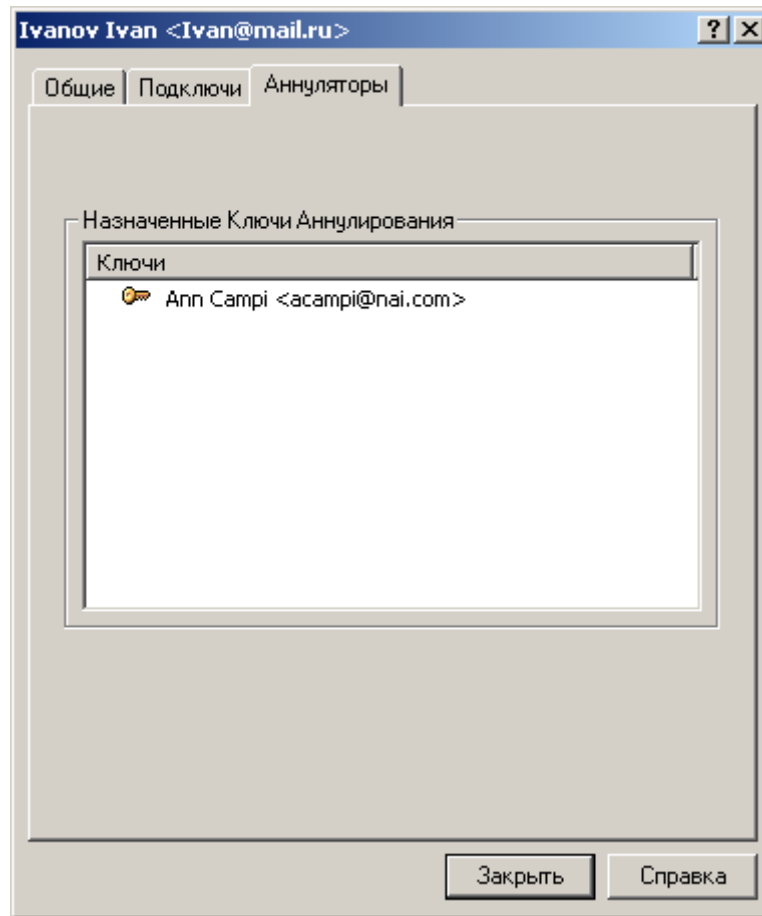 Ivanov Ivan <Ivan@mail.ru>
Общие Подключи Аннуляторы
Назначенные Ключи Аннулирования
Ключи
Ann Campi <acampi@nai.com>
Закрыть Справка